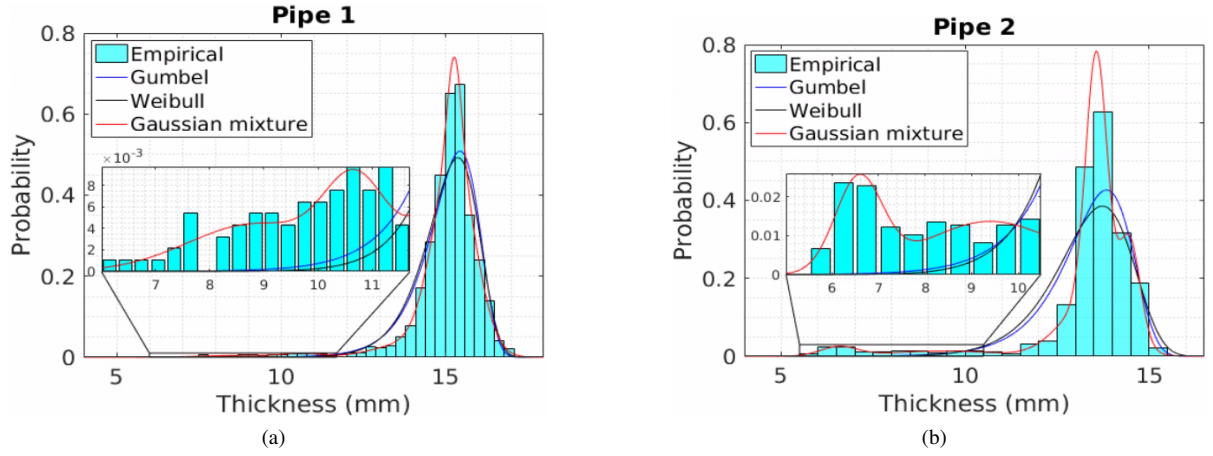 Pipe 1
0.8
0.6
0.4
0.2
0
Probability
Empirical
Gumbel
Weibull
Gaussian mixture
×10⁻³
8
6
4
2
0
7 8 9 10 11
5 10 15
Thickness (mm)
(a)
Pipe 2
0.8
0.6
0.4
0.2
0
Probability
Empirical
Gumbel
Weibull
Gaussian mixture
0.02
0.01
0
6 7 8 9 10
5 10 15
Thickness (mm)
(b)